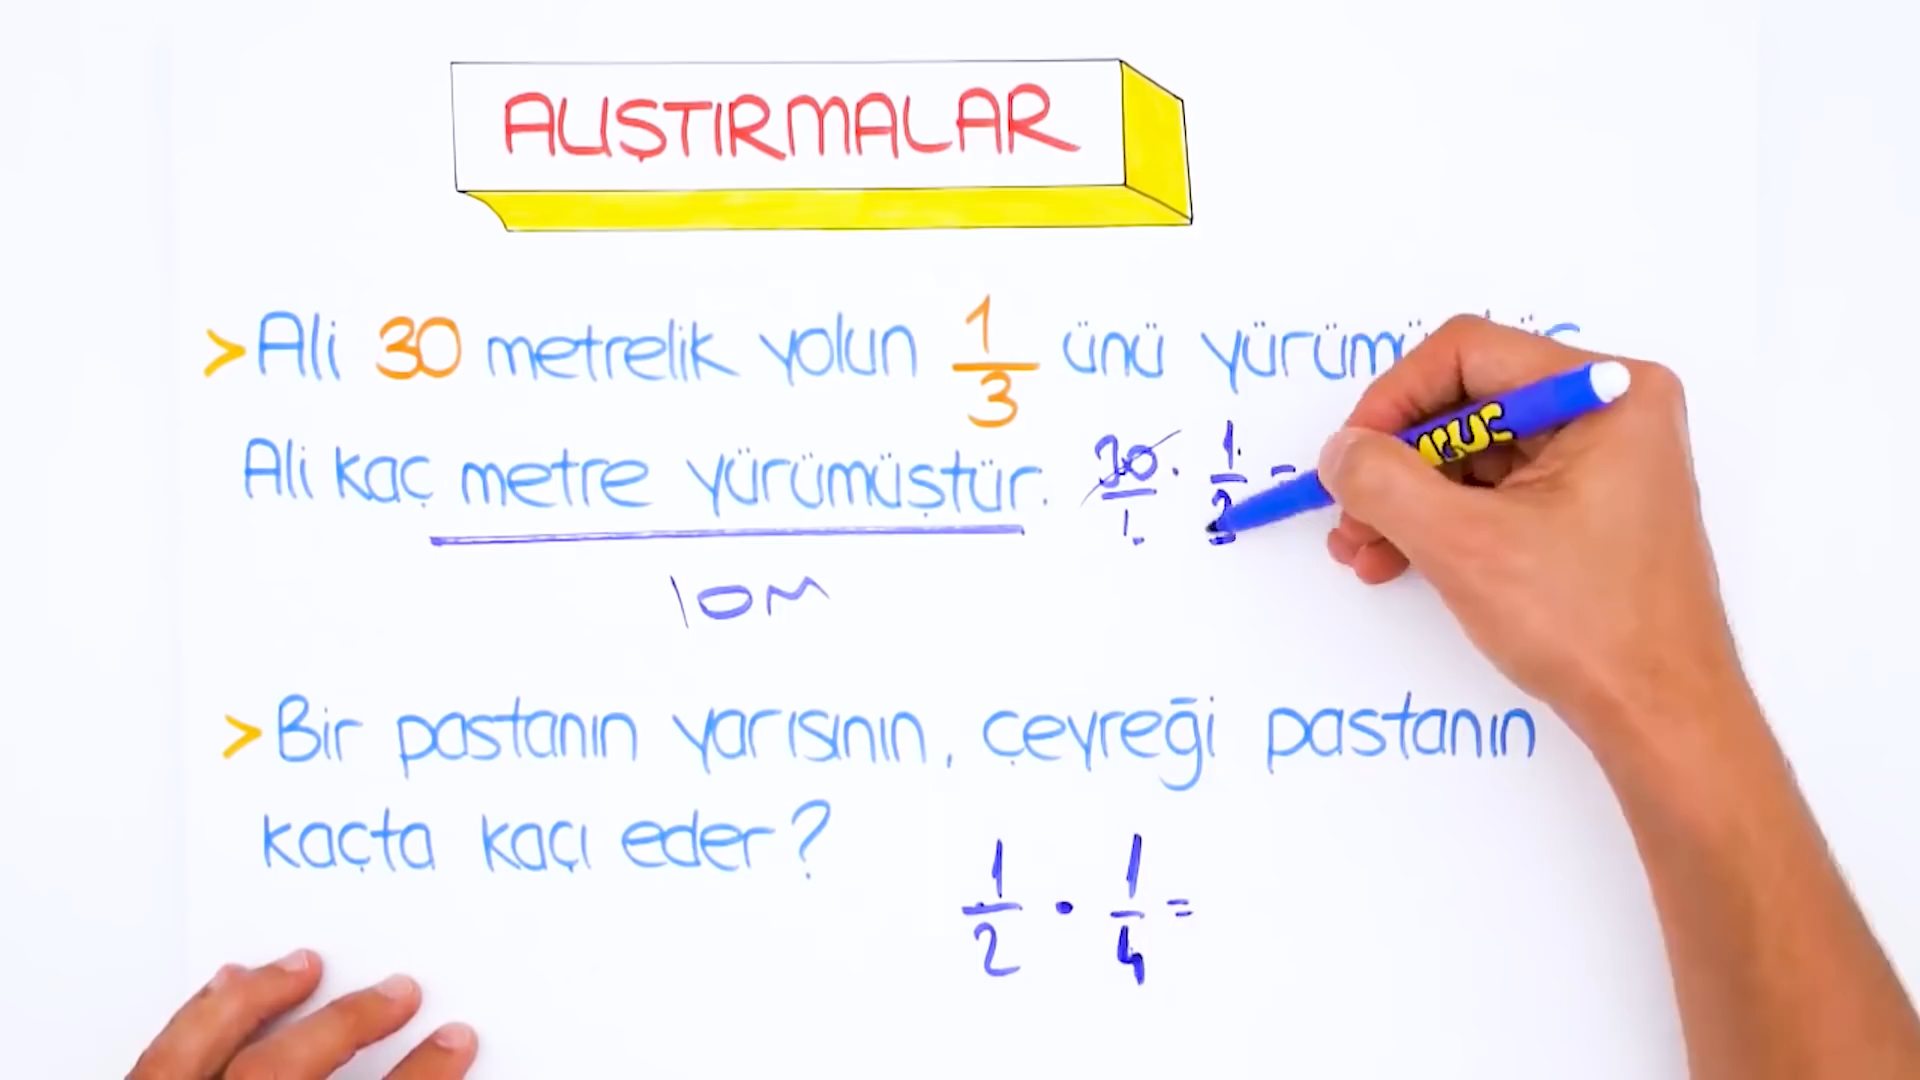 ALIŞTIRMALAR
> Ali 30 metrelik yolun 1/3 ünü
Ali kaç metre yürümüştür. 30/1 · 1/3 =
10M
> Bir pastanın yarısının, çeyreği pastanın
kaçta kaçı eder?
1/2 · 1/4 =